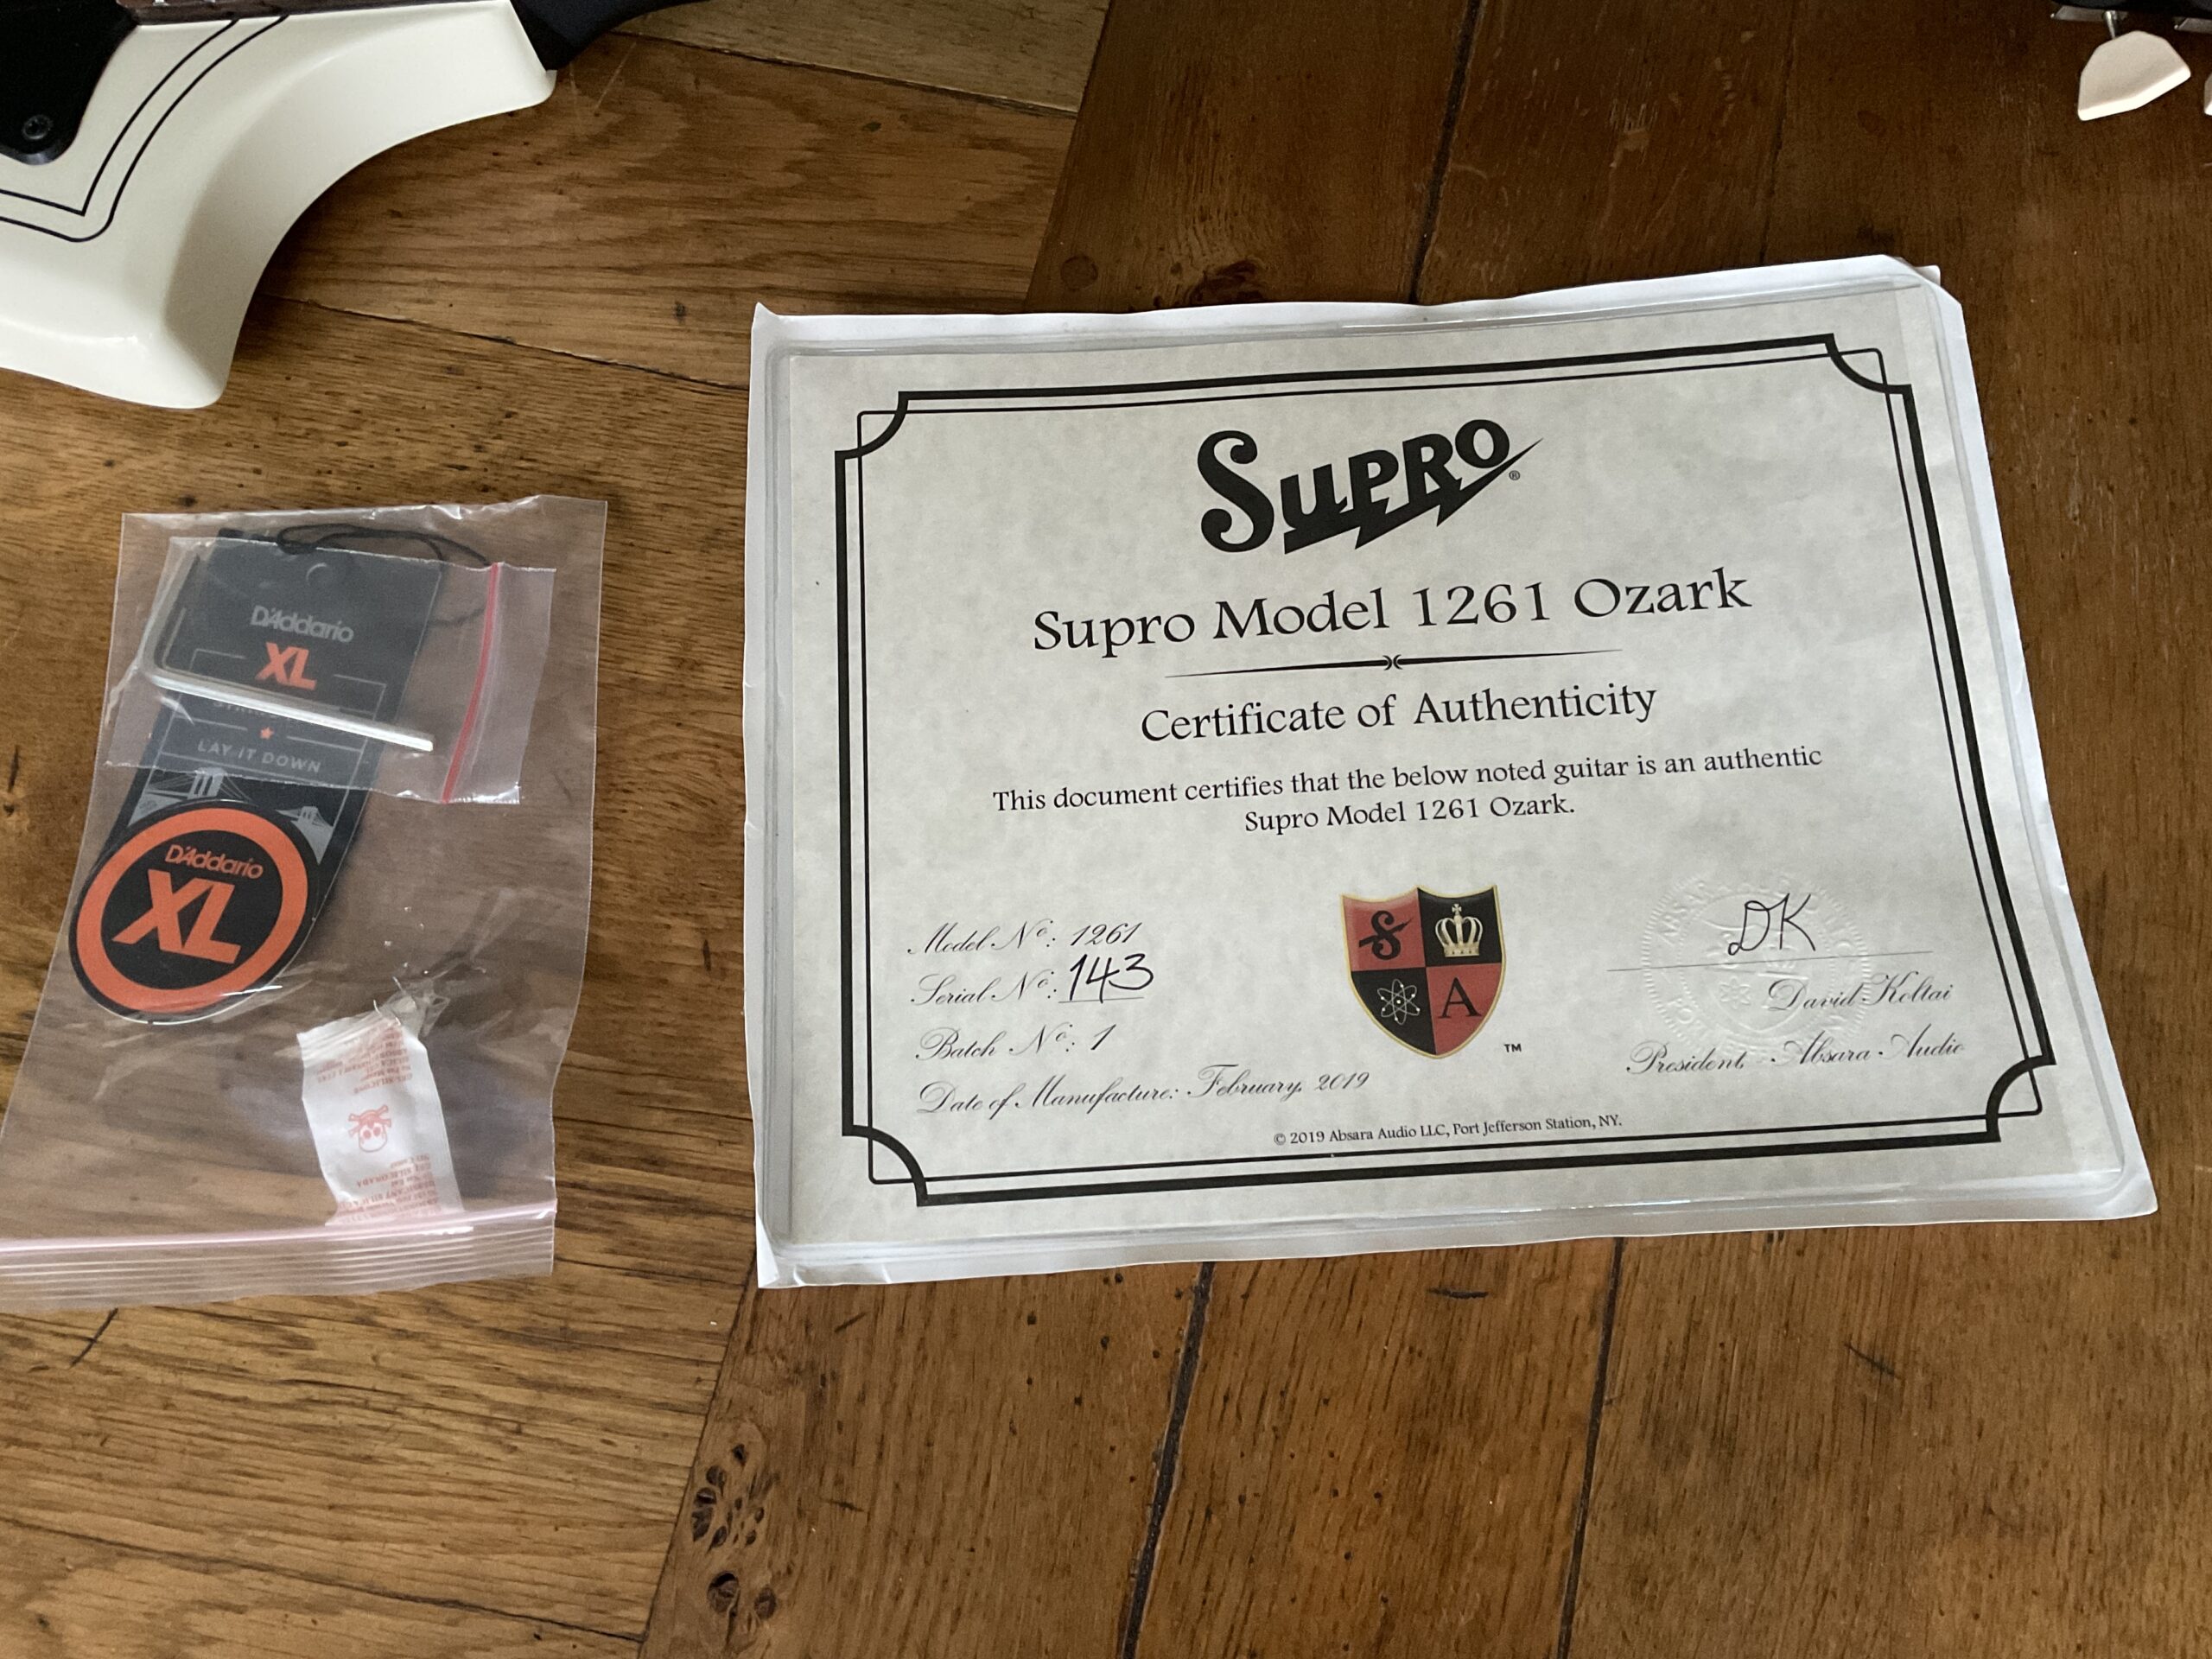 SUPRO®
Supro Model 1261 Ozark
Certificate of Authenticity
This document certifies that the below noted guitar is an authentic
Supro Model 1261 Ozark.
Model No: 1261
Serial No: 143
Batch No: 1
Date of Manufacture: February, 2019
S
A
TM
DK
David Koltai
President - Absara Audio
© 2019 Absara Audio LLC, Port Jefferson Station, NY.
D'Addario
XL
LAY IT DOWN
D'Addario
XL